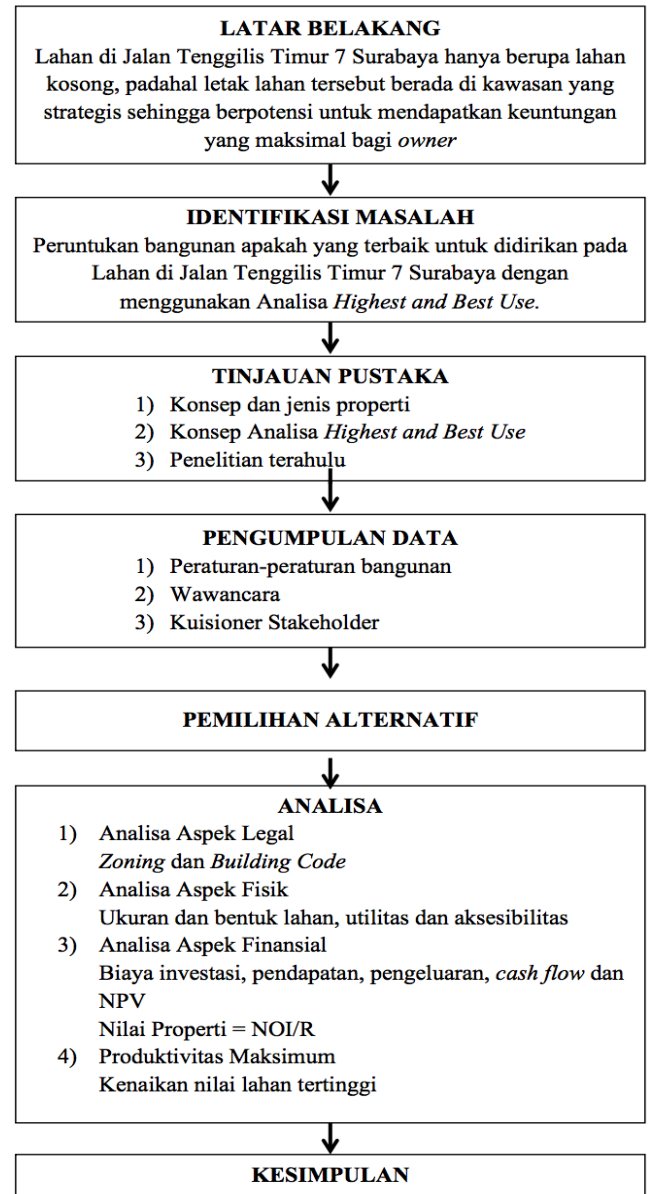 LATAR BELAKANG
Lahan di Jalan Tenggilis Timur 7 Surabaya hanya berupa lahan
kosong, padahal letak lahan tersebut berada di kawasan yang
strategis sehingga berpotensi untuk mendapatkan keuntungan
yang maksimal bagi owner
IDENTIFIKASI MASALAH
Peruntukan bangunan apakah yang terbaik untuk didirikan pada
Lahan di Jalan Tenggilis Timur 7 Surabaya dengan
menggunakan Analisa Highest and Best Use.
TINJAUAN PUSTAKA
1) Konsep dan jenis properti
2) Konsep Analisa Highest and Best Use
3) Penelitian terahulu
PENGUMPULAN DATA
1) Peraturan-peraturan bangunan
2) Wawancara
3) Kuisioner Stakeholder
PEMILIHAN ALTERNATIF
ANALISA
1) Analisa Aspek Legal
Zoning dan Building Code
2) Analisa Aspek Fisik
Ukuran dan bentuk lahan, utilitas dan aksesibilitas
3) Analisa Aspek Finansial
Biaya investasi, pendapatan, pengeluaran, cash flow dan
NPV
Nilai Properti = NOI/R
4) Produktivitas Maksimum
Kenaikan nilai lahan tertinggi
KESIMPULAN